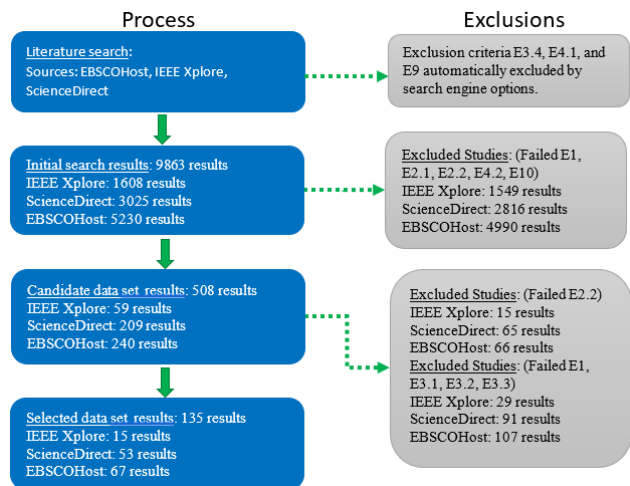 Process
Exclusions
Literature search:
Sources: EBSCOHost, IEEE Xplore,
ScienceDirect
Exclusion criteria E3.4, E4.1, and
E9 automatically excluded by
search engine options.
Initial search results: 9863 results
IEEE Xplore: 1608 results
ScienceDirect: 3025 results
EBSCOHost: 5230 results
Excluded Studies: (Failed E1,
E2.1, E2.2, E4.2, E10)
IEEE Xplore: 1549 results
ScienceDirect: 2816 results
EBSCOHost: 4990 results
Candidate data set results: 508 results
IEEE Xplore: 59 results
ScienceDirect: 209 results
EBSCOHost: 240 results
Excluded Studies: (Failed E2.2)
IEEE Xplore: 15 results
ScienceDirect: 65 results
EBSCOHost: 66 results
Excluded Studies: (Failed E1,
E3.1, E3.2, E3.3)
IEEE Xplore: 29 results
ScienceDirect: 91 results
EBSCOHost: 107 results
Selected data set results: 135 results
IEEE Xplore: 15 results
ScienceDirect: 53 results
EBSCOHost: 67 results